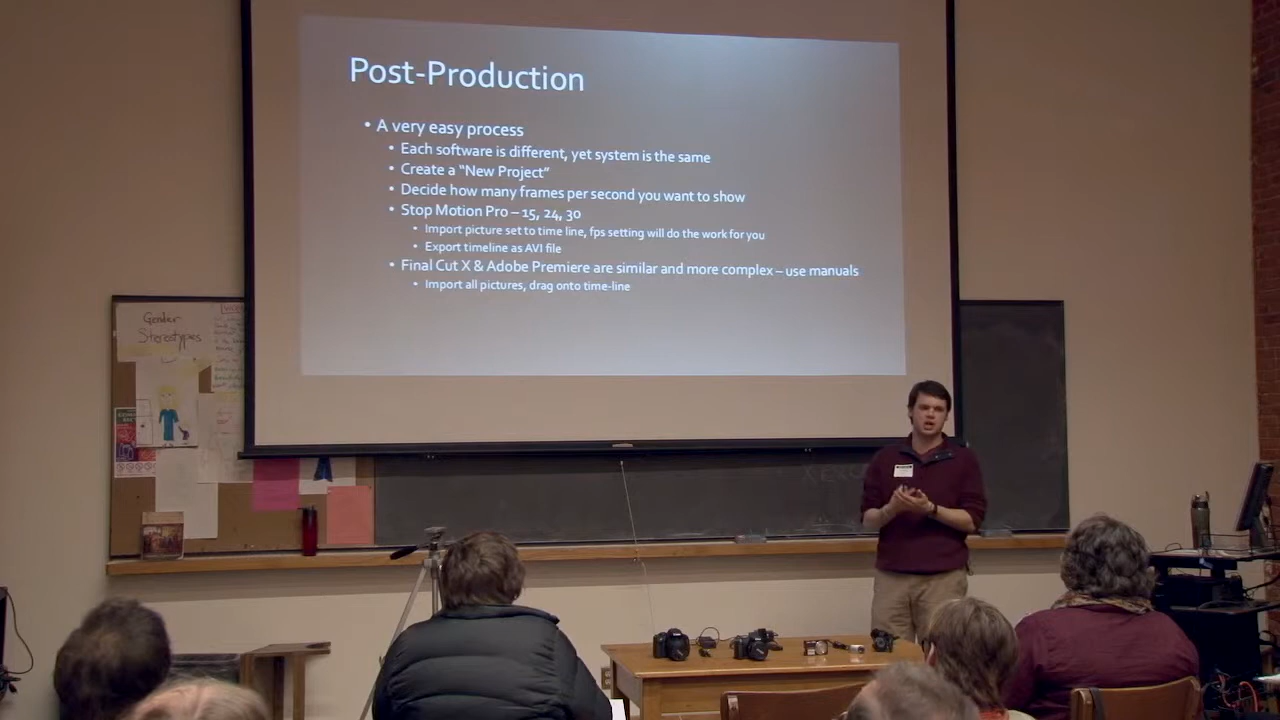 Post-Production
• A very easy process
• Each software is different, yet system is the same
• Create a “New Project”
• Decide how many frames per second you want to show
• Stop Motion Pro – 15, 24, 30
• Import picture set to time line, fps setting will do the work for you
• Export timeline as AVI file
• Final Cut X & Adobe Premiere are similar and more complex – use manuals
• Import all pictures, drag onto time-line
Gender
Stereotypes